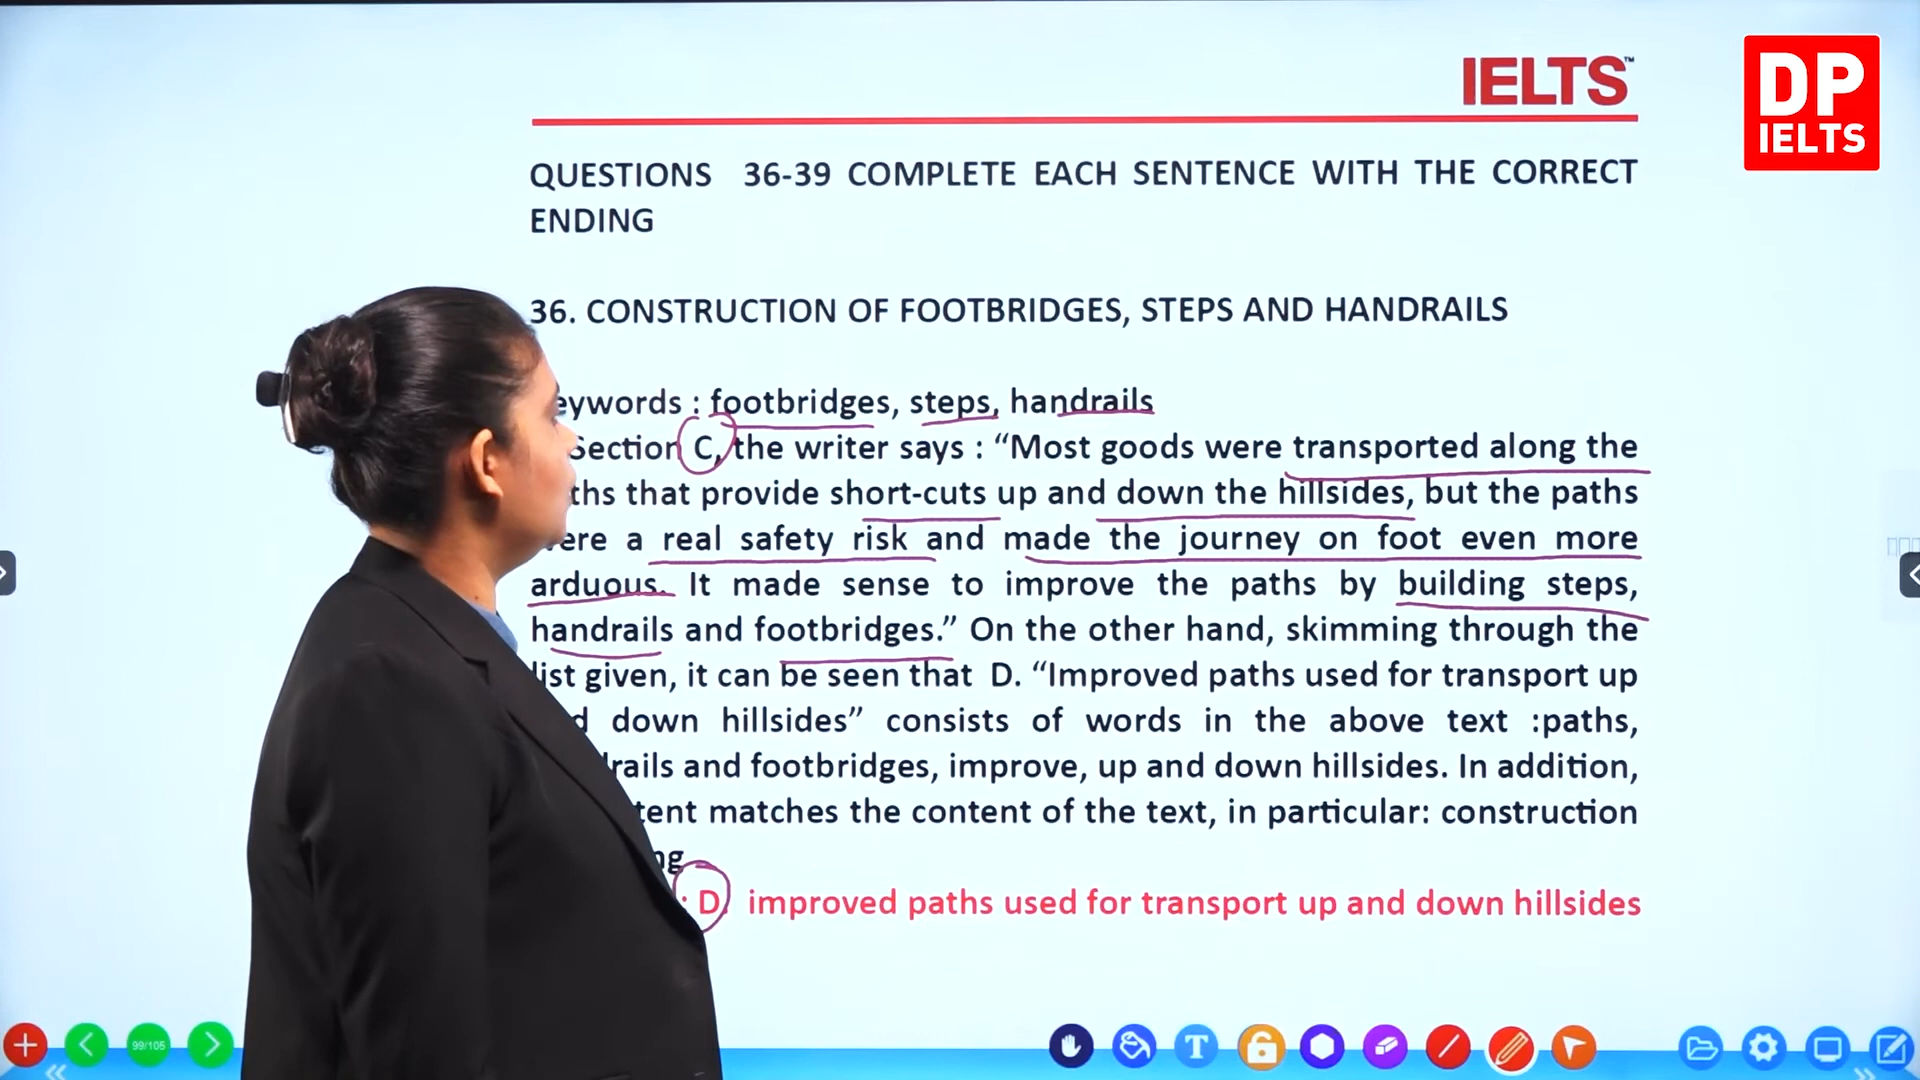 IELTS™
DP
IELTS
QUESTIONS 36-39 COMPLETE EACH SENTENCE WITH THE CORRECT
ENDING
36. CONSTRUCTION OF FOOTBRIDGES, STEPS AND HANDRAILS
eywords : footbridges, steps, handrails
Section C, the writer says : “Most goods were transported along the
ths that provide short-cuts up and down the hillsides, but the paths
ere a real safety risk and made the journey on foot even more
arduous. It made sense to improve the paths by building steps,
handrails and footbridges.” On the other hand, skimming through the
list given, it can be seen that D. “Improved paths used for transport up
d down hillsides” consists of words in the above text :paths,
rails and footbridges, improve, up and down hillsides. In addition,
tent matches the content of the text, in particular: construction
ng
: D. improved paths used for transport up and down hillsides
99/105
T